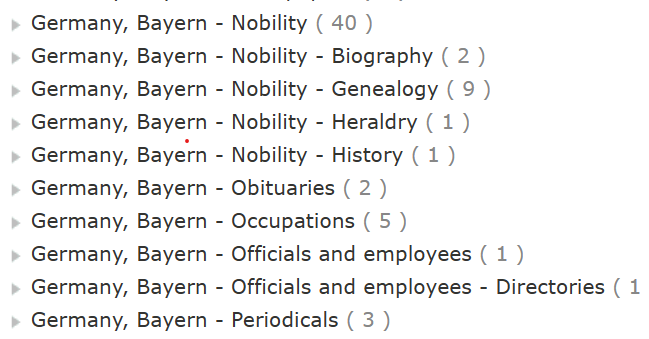 Germany, Bayern - Nobility ( 40 )
Germany, Bayern - Nobility - Biography ( 2 )
Germany, Bayern - Nobility - Genealogy ( 9 )
Germany, Bayern - Nobility - Heraldry ( 1 )
Germany, Bayern - Nobility - History ( 1 )
Germany, Bayern - Obituaries ( 2 )
Germany, Bayern - Occupations ( 5 )
Germany, Bayern - Officials and employees ( 1 )
Germany, Bayern - Officials and employees - Directories ( 1
Germany, Bayern - Periodicals ( 3 )